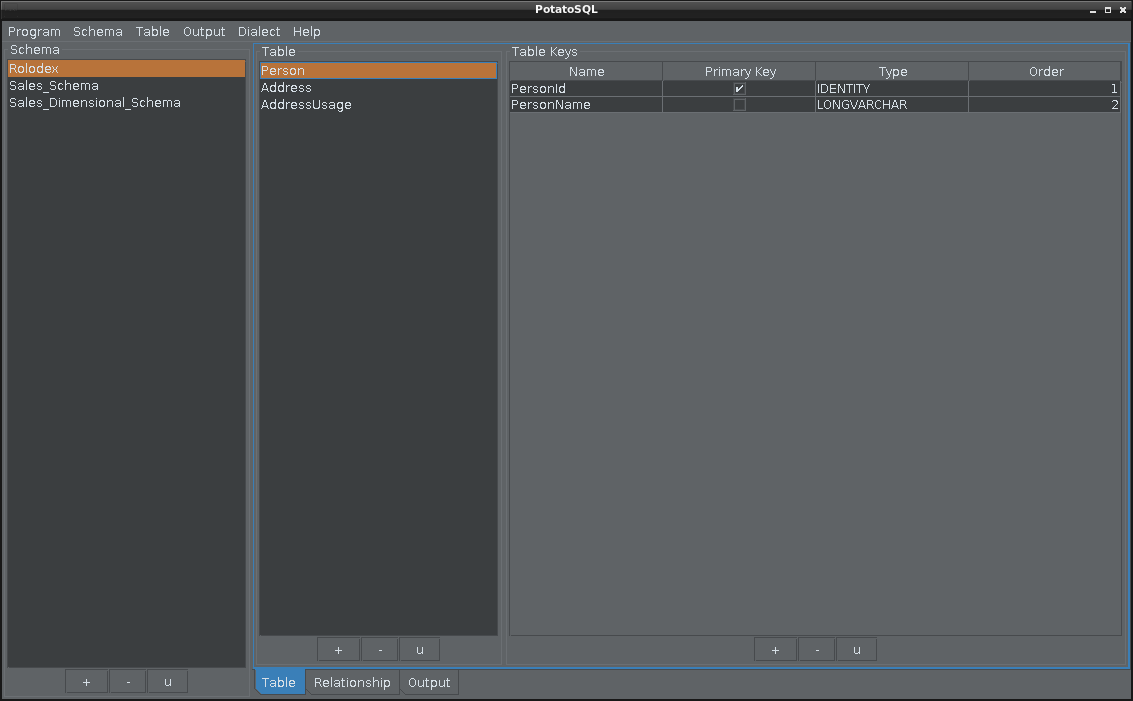 PotatoSQL
Program Schema Table Output Dialect Help
Schema
Rolodex
Sales_Schema
Sales_Dimensional_Schema
+ - u
Table
Person
Address
AddressUsage
+ - u
Table Keys
Name Primary Key Type Order
PersonId IDENTITY 1
PersonName LONGVARCHAR 2
+ - u
Table Relationship Output